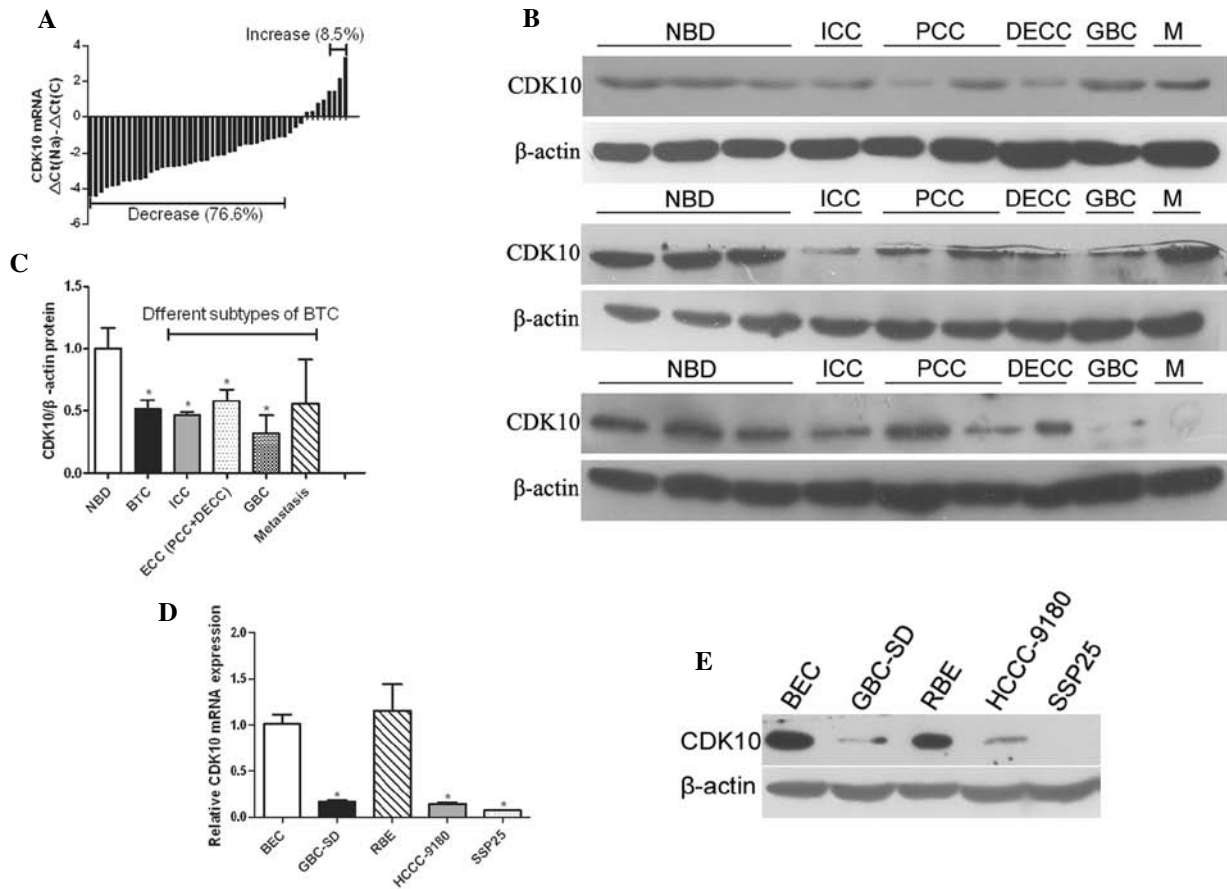 A
Increase (8.5%)
4
2
0
-2
-4
-6
CDK10 mRNA
△Ct(Na)-△Ct(C)
Decrease (76.6%)
B
NBD ICC PCC DECC GBC M
CDK10
β-actin
NBD ICC PCC DECC GBC M
CDK10
β-actin
NBD ICC PCC DECC GBC M
CDK10
β-actin
C
Dfferent subtypes of BTC
CDK10/β -actin protein
1.5
1.0
0.5
0.0
* * * *
NBD
BTC
ICC
ECC (PCC+DECC)
GBC
Metastasis
D
Relative CDK10 mRNA expression
2.0
1.5
1.0
0.5
0.0
* * *
BEC
GBC-SD
RBE
HCCC-9180
SSP25
E
BEC
GBC-SD
RBE
HCCC-9180
SSP25
CDK10
β-actin